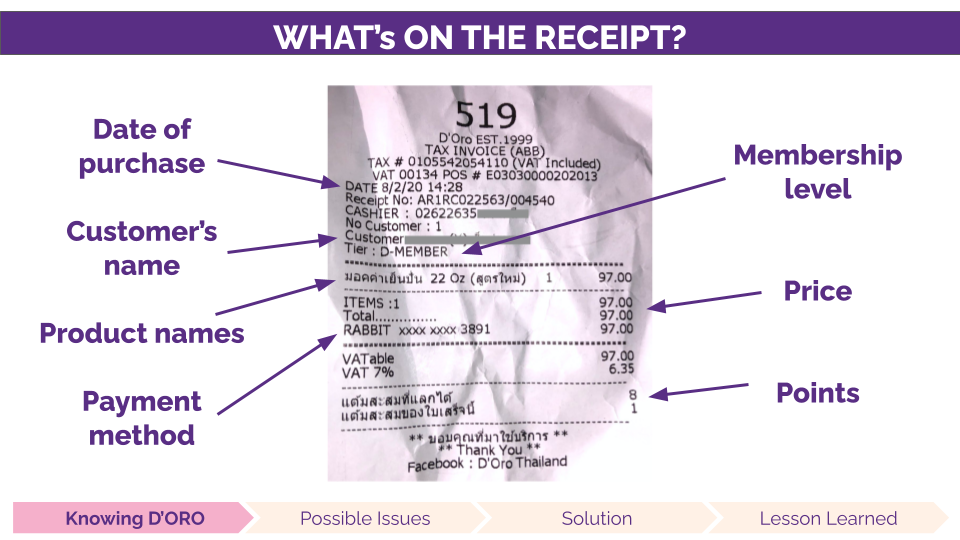 WHAT's ON THE RECEIPT?
Date of
purchase
Customer's
name
Product names
Payment
method
519
D'Oro EST.1999
TAX INVOICE (ABB)
TAX # 0105542054110 (VAT Included)
VAT 00134 POS # E03030000202013
DATE 8/2/20 14:28
Receipt No: AR1RC022563/004540
CASHIER : 02622635
No Customer : 1
Customer
Tier : D-MEMBER
มอคค่าเย็นปั่น 22 Oz (สูตรใหม่) 1 97.00
ITEMS :1 97.00
Total............... 97.00
RABBIT xxxx xxxx 3891 97.00
VATable 97.00
VAT 7% 6.35
แต้มสะสมที่แลกได้ 8
แต้มสะสมของใบเสร็จนี้ 1
** ขอบคุณที่มาใช้บริการ **
** Thank You **
Facebook : D'Oro Thailand
Membership
level
Price
Points
Knowing D'ORO
Possible Issues
Solution
Lesson Learned